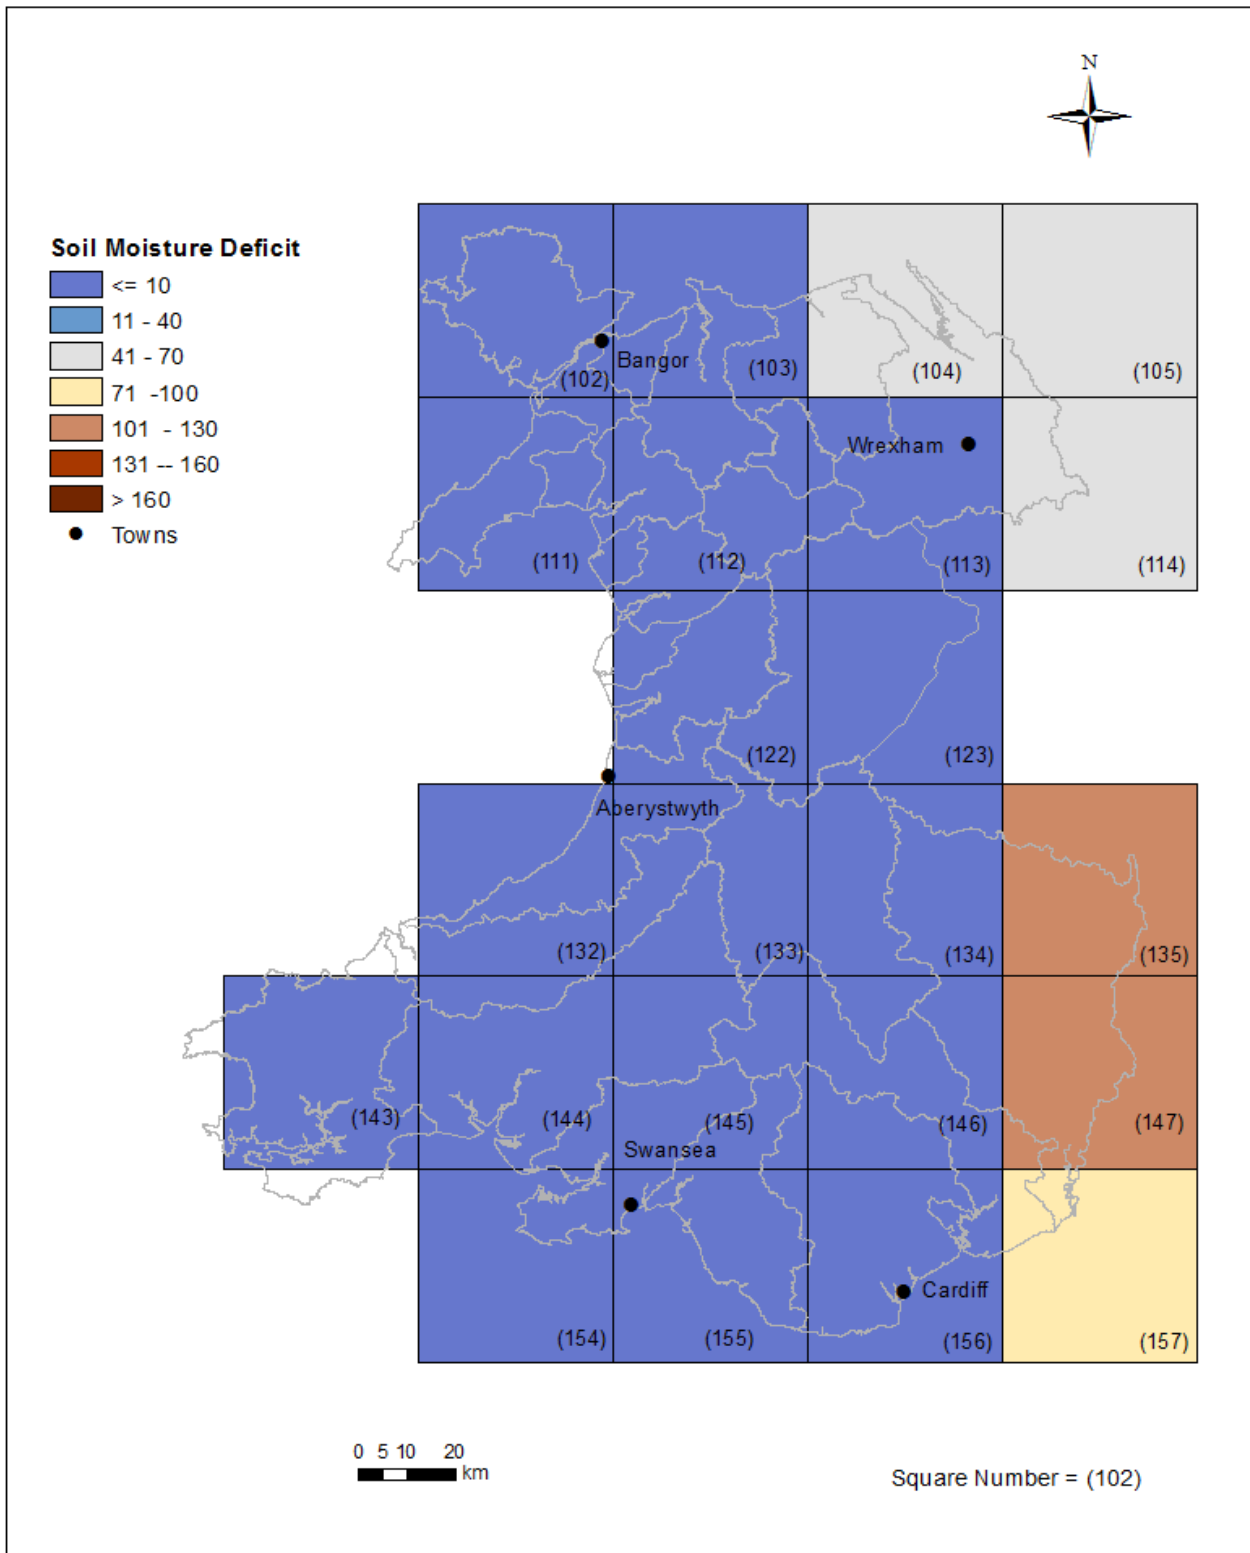 N
Soil Moisture Deficit
<= 10
11 - 40
41 - 70
71 -100
101 - 130
131 -- 160
> 160
Towns
Bangor
(102)
(103)
(104)
(105)
Wrexham
(111)
(112)
(113)
(114)
(122)
(123)
Aberystwyth
(132)
(133)
(134)
(135)
(143)
(144)
(145)
(146)
(147)
Swansea
Cardiff
(154)
(155)
(156)
(157)
0 5 10 20
km
Square Number = (102)